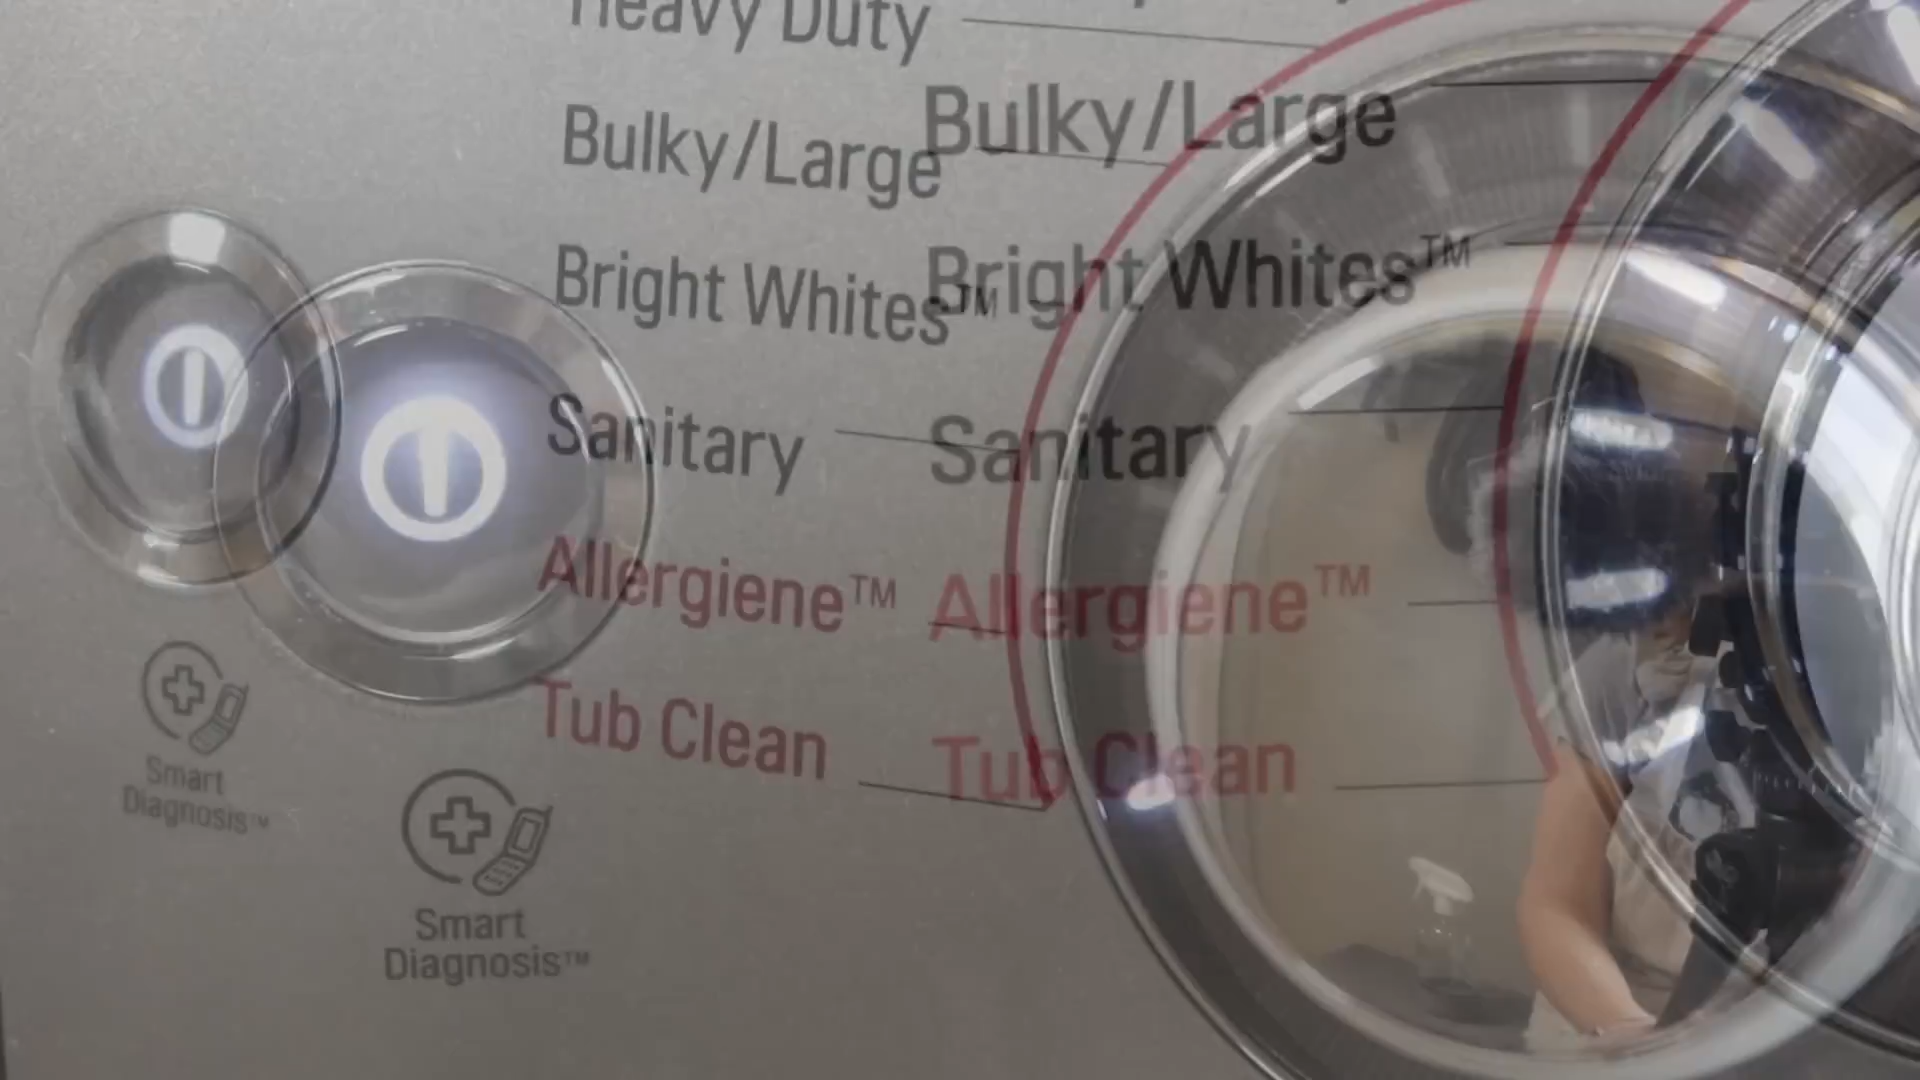 Heavy Duty
Bulky/Large
Bulky/Large
Bright Whites™
Bright Whites™
Sanitary
Sanitary
Allergiene™
Allergiene™
Tub Clean
Tub Clean
Smart
Diagnosis™
Smart
Diagnosis™